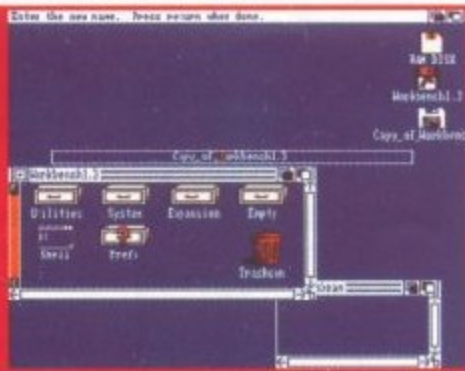 Enter the new name. Press return when done.
RAM DISK
Workbench1.3
Copy_of_Workbenc
Copy_of_Workbench1.3
Workbench1.3
Utilities
System
Expansion
Empty
Shell
Prefs
Trashcan